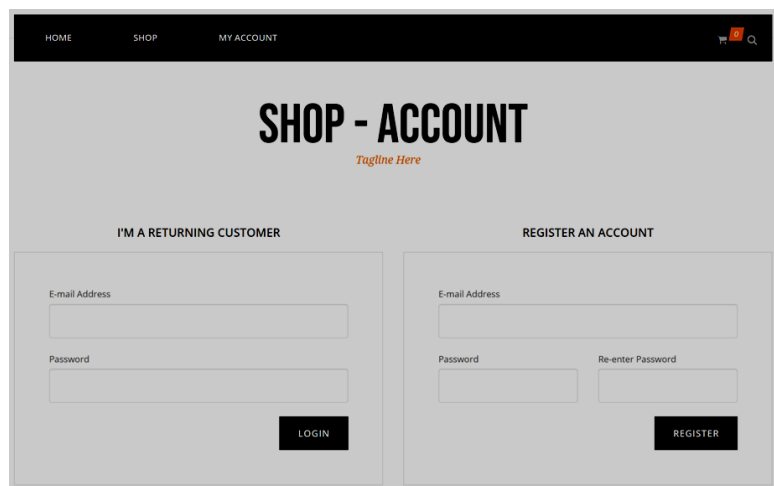 HOME SHOP MY ACCOUNT 0
SHOP - ACCOUNT
Tagline Here
I'M A RETURNING CUSTOMER
E-mail Address
Password
LOGIN
REGISTER AN ACCOUNT
E-mail Address
Password Re-enter Password
REGISTER